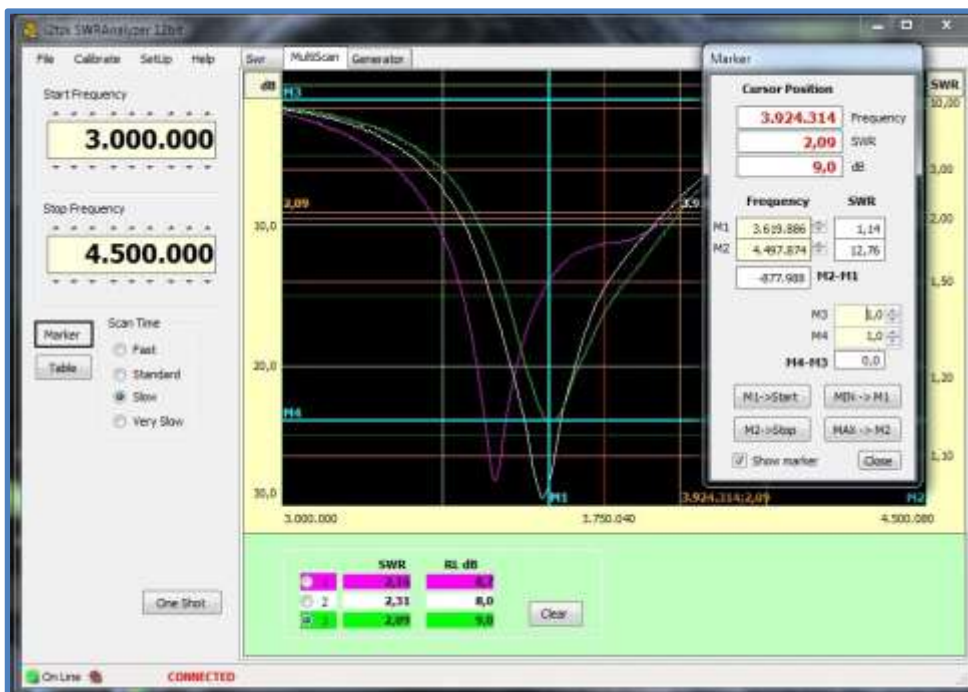 SWRAnalyzer 12bit
File Calibrate SetUp Help
Swr MultiScan Generator
Start Frequency
3.000.000
Stop Frequency
4.500.000
Marker
Table
Scan Time
Fast
Standard
Slow
Very Slow
One Shot
dB
M3
2,09
10,0
20,0
M4
30,0
M1
3.924.314;2,09
M2
3.000.000 3.750.040 4.500.080
SWR
10,00
3,00
2,00
1,50
1,20
1,10
Marker
Cursor Position
3.924.314 Frequency
2,09 SWR
9,0 dB
Frequency SWR
M1 3.619.886 1,14
M2 4.497.874 12,76
-877.988 M2-M1
M3 1,0
M4 1,0
M4-M3 0,0
M1->Start MIN -> M1
M2->Stop MAX -> M2
Show marker Close
SWR RL dB
2 2,31 8,0
3 2,09 9,0
Clear
On Line CONNECTED